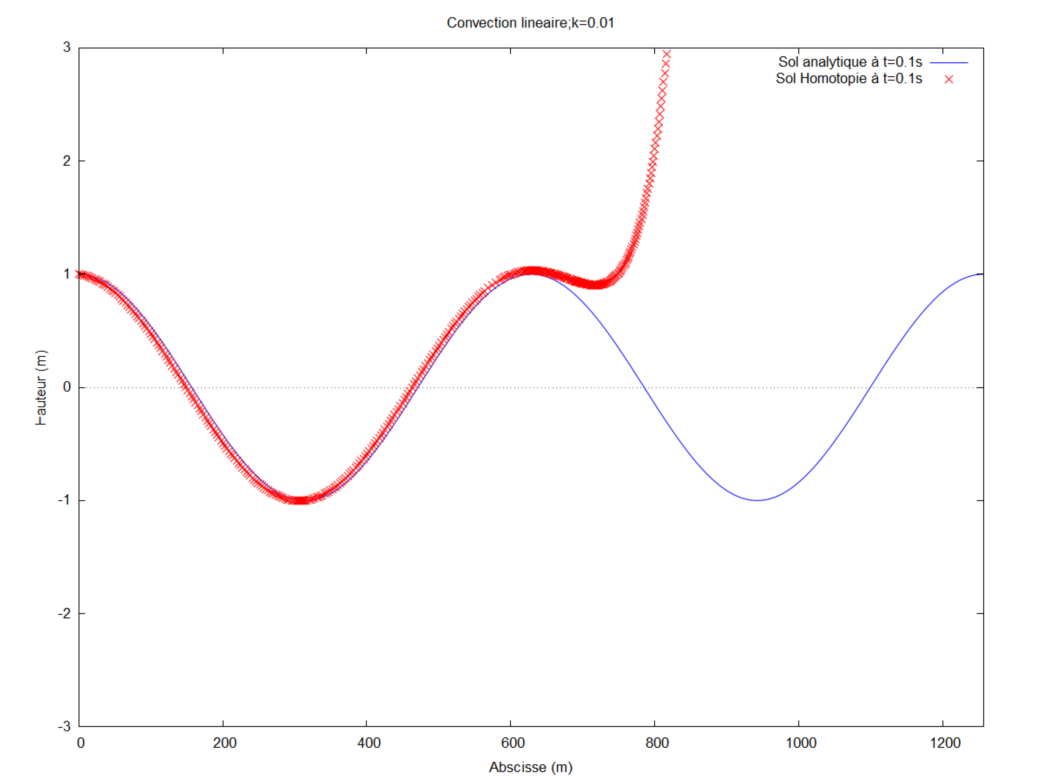 Convection lineaire;k=0.01
Sol analytique à t=0.1s
Sol Homotopie à t=0.1s
3
2
1
0
-1
-2
-3
Hauteur (m)
0 200 400 600 800 1000 1200
Abscisse (m)